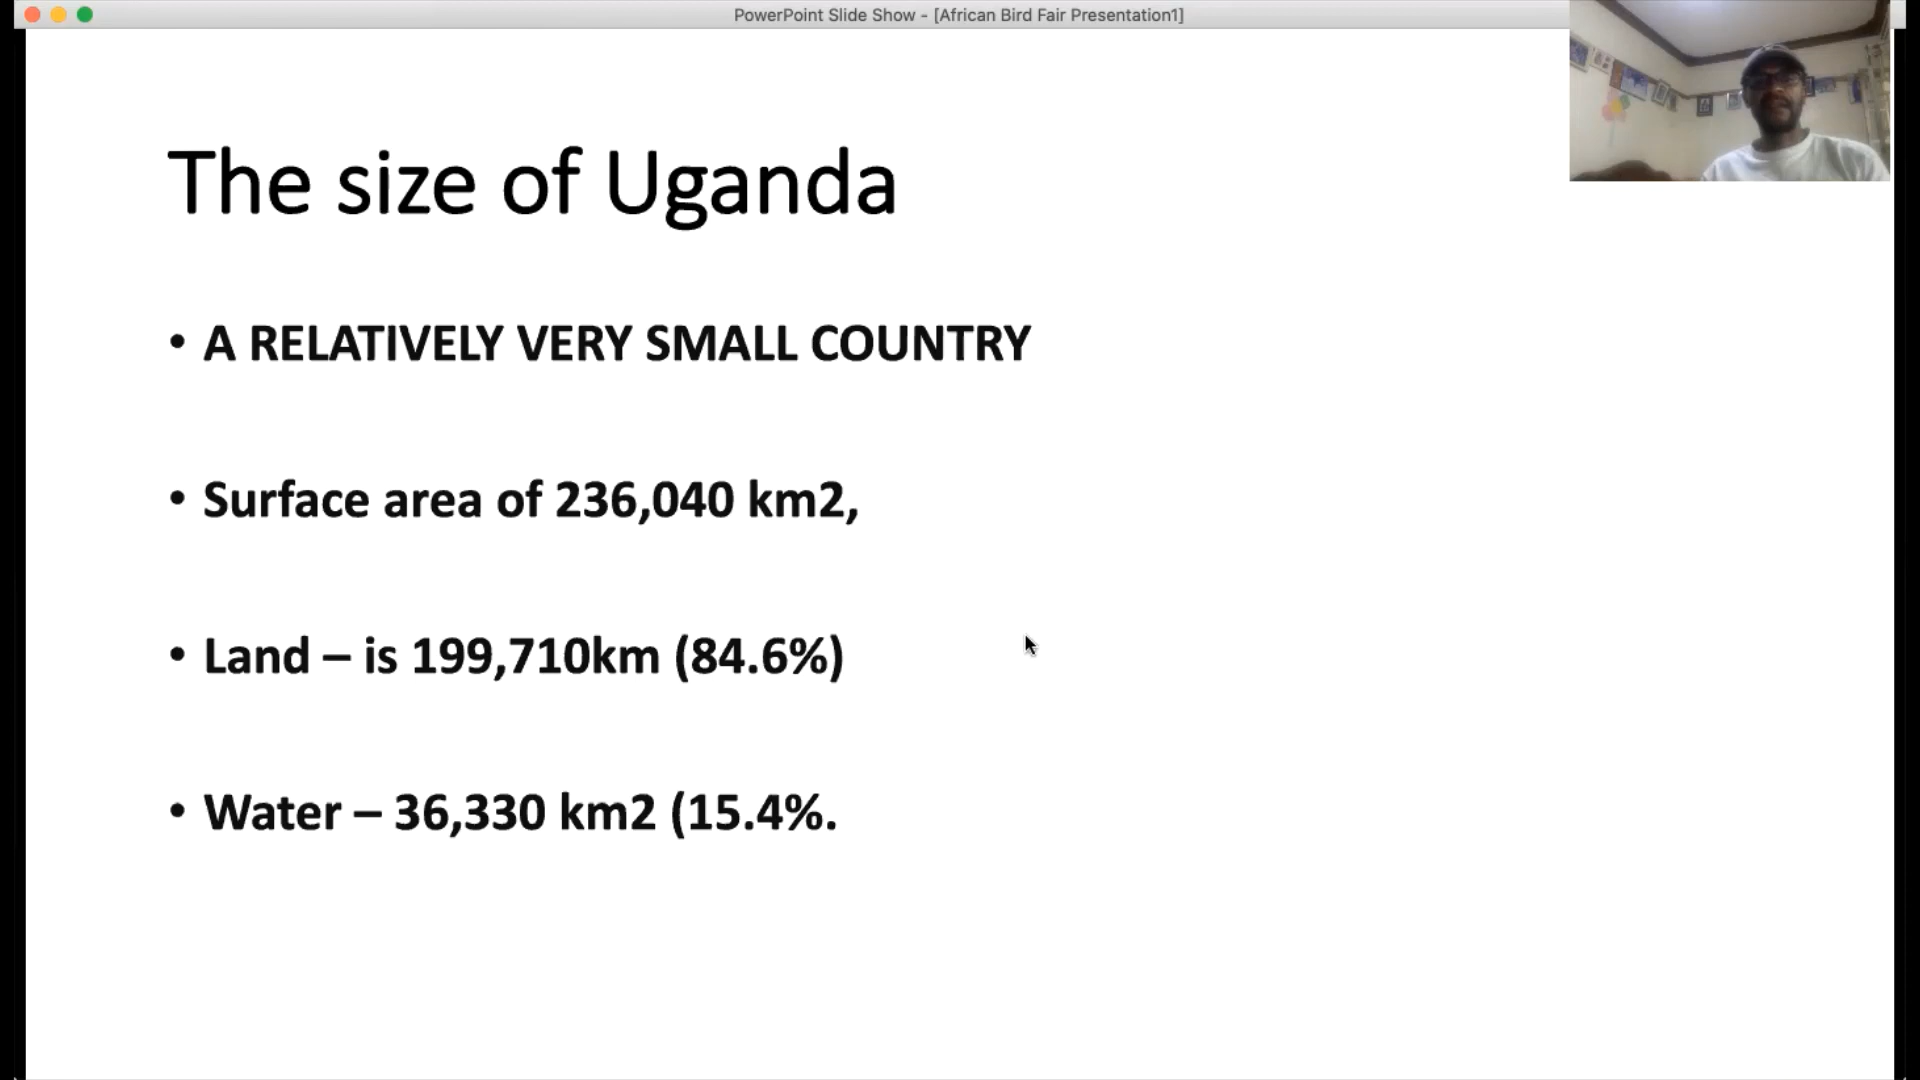 PowerPoint Slide Show - [African Bird Fair Presentation1]
The size of Uganda
• A RELATIVELY VERY SMALL COUNTRY
• Surface area of 236,040 km2,
• Land – is 199,710km (84.6%)
• Water – 36,330 km2 (15.4%.